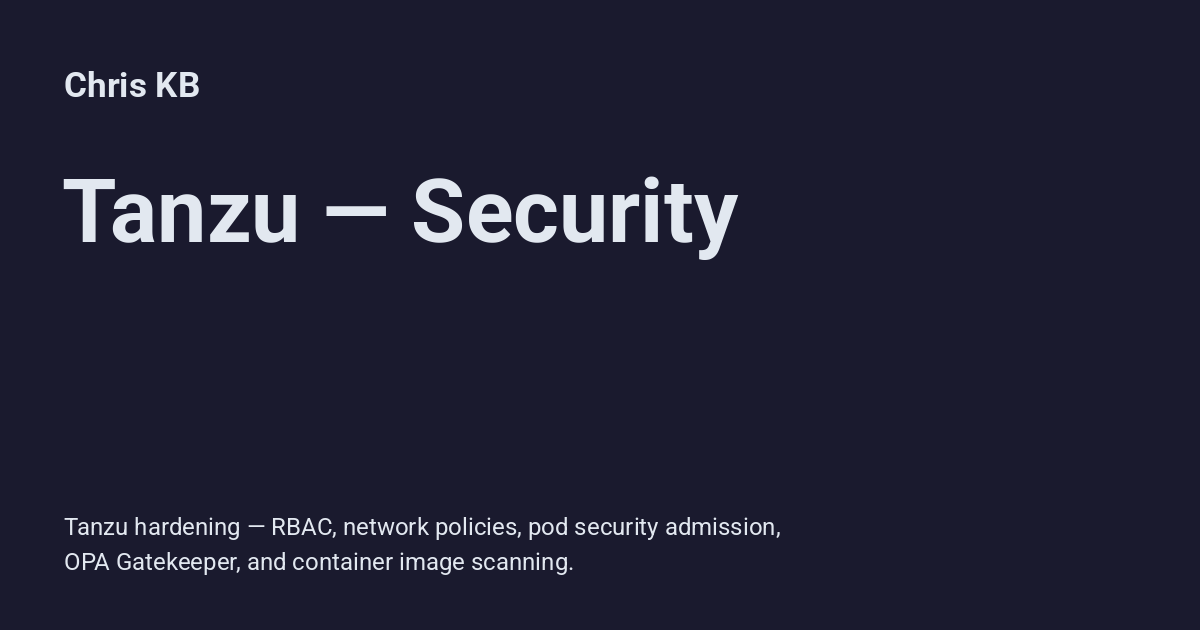 Chris KB
Tanzu — Security
Tanzu hardening — RBAC, network policies, pod security admission,
OPA Gatekeeper, and container image scanning.